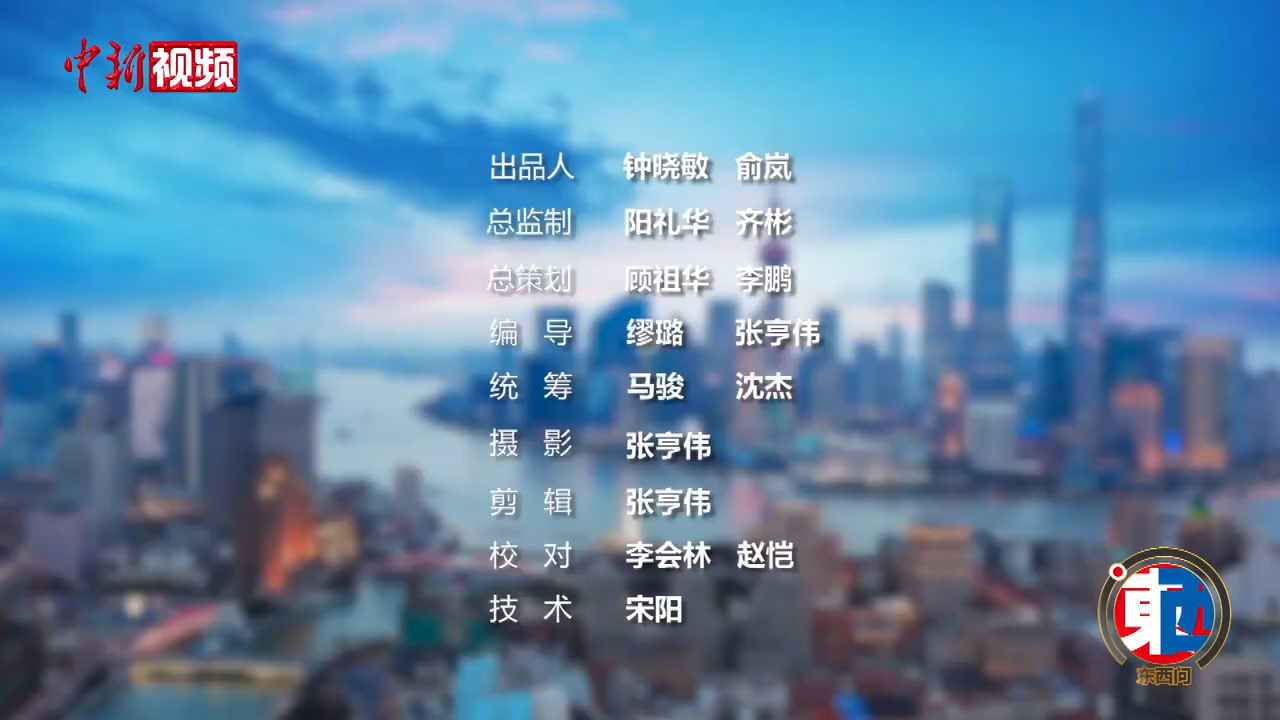 中新视频
出品人 钟晓敏 俞岚
总监制 阳礼华 齐彬
总策划 顾祖华 李鹏
编 导 缪璐 张亨伟
统 筹 马骏 沈杰
摄 影 张亨伟
剪 辑 张亨伟
校 对 李会林 赵恺
技 术 宋阳
東
东西问